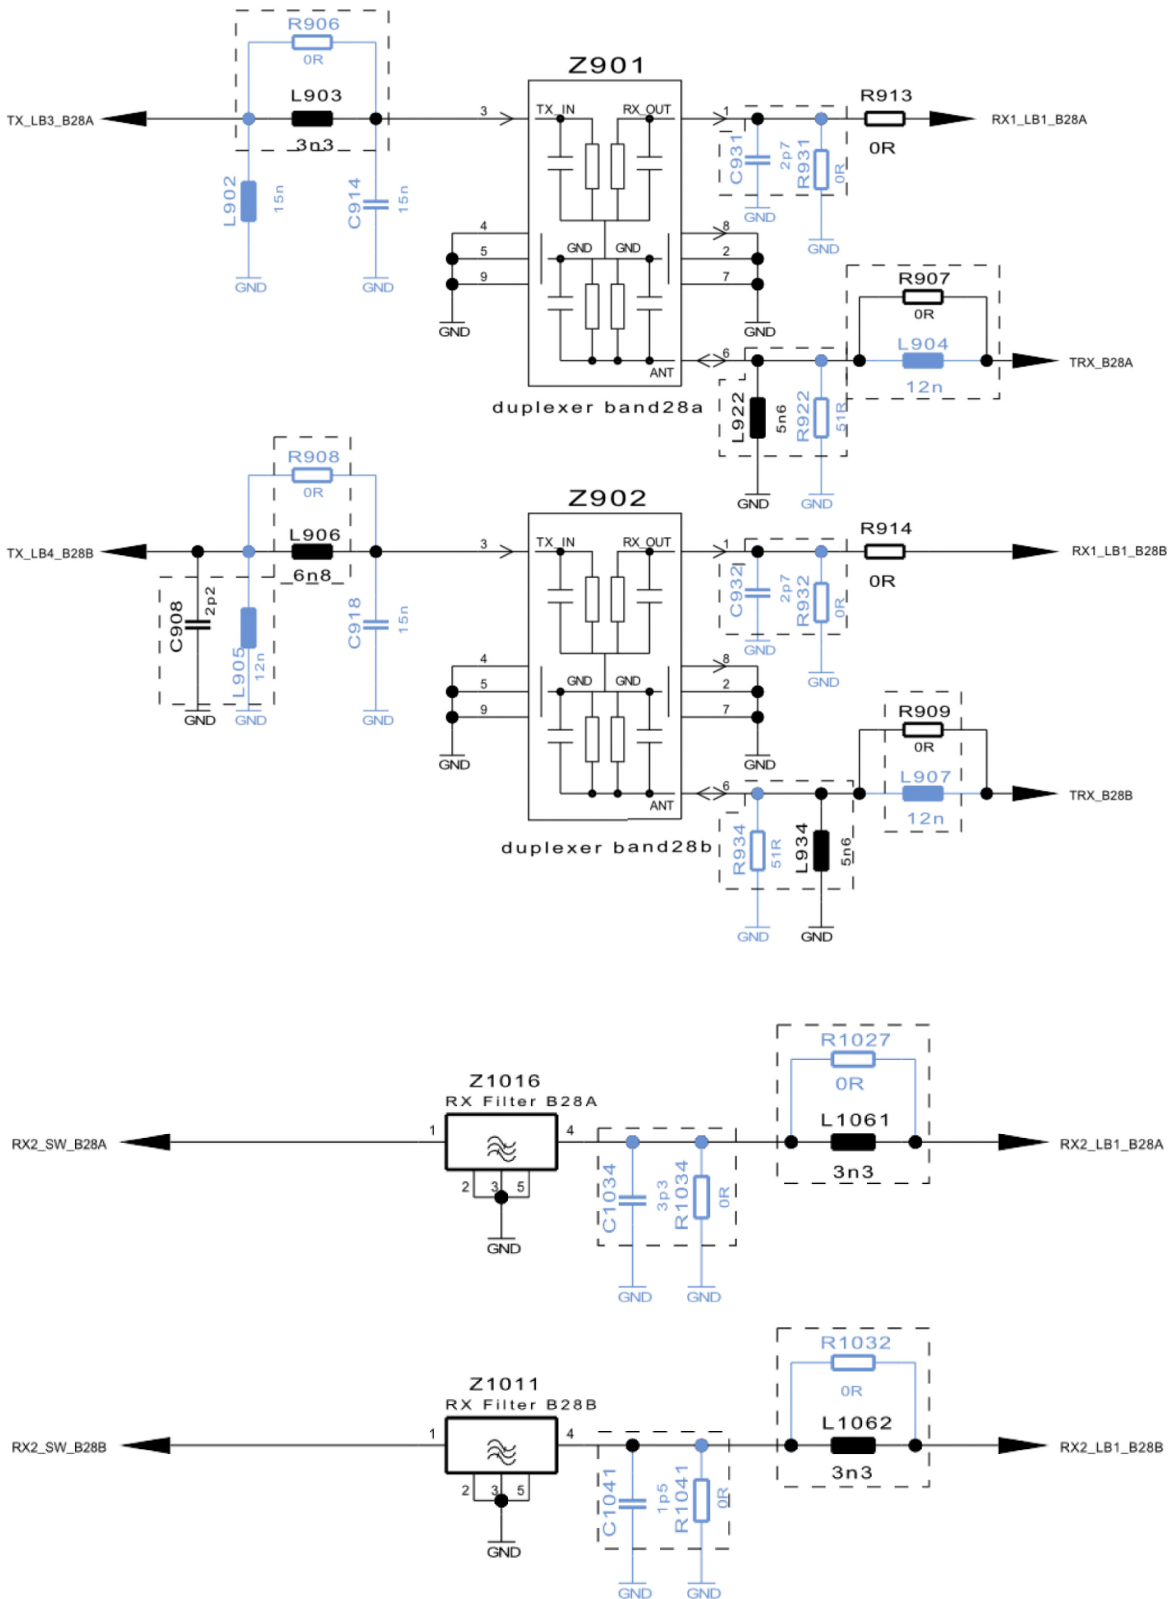 R906
0R
L903
3n3
TX_LB3_B28A
L902
15n
C914
15n
GND
GND
Z901
3
TX_IN
RX_OUT
1
4
5
9
GND
GND
8
2
7
GND
GND
6
ANT
duplexer band28a
C931
2p7
R931
0R
GND
GND
R913
0R
RX1_LB1_B28A
R907
0R
L904
12n
TRX_B28A
L922
5n6
R922
51R
GND
GND
R908
0R
L906
6n8
TX_LB4_B28B
C908
2p2
L905
12n
C918
15n
GND
GND
GND
Z902
3
TX_IN
RX_OUT
1
4
5
9
GND
GND
8
2
7
GND
GND
6
ANT
duplexer band28b
C932
2p7
R932
0R
GND
GND
R914
0R
RX1_LB1_B28B
R909
0R
L907
12n
TRX_B28B
R934
51R
L934
5n6
GND
GND
Z1016
RX Filter B28A
RX2_SW_B28A
1
4
2
3
5
GND
C1034
3p3
R1034
0R
GND
GND
R1027
0R
L1061
3n3
RX2_LB1_B28A
Z1011
RX Filter B28B
RX2_SW_B28B
1
4
2
3
5
GND
C1041
1p5
R1041
0R
GND
GND
R1032
0R
L1062
3n3
RX2_LB1_B28B